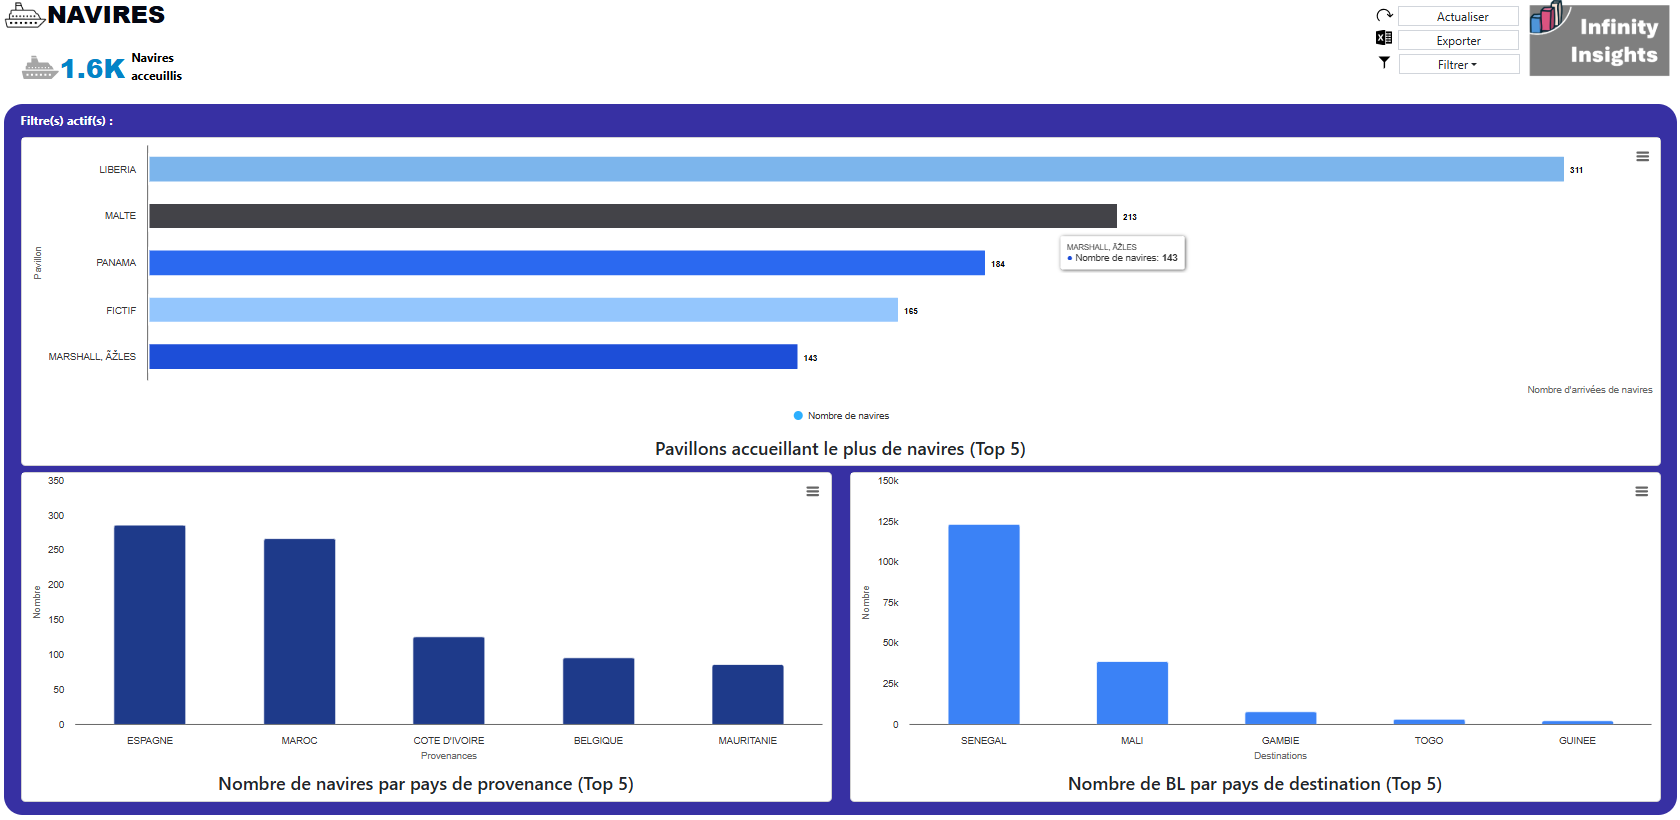 NAVIRES
1.6K
Navires
acceuillis
Actualiser
Exporter
Filtrer
Infinity
Insights
Filtre(s) actif(s) :
Pavillon
LIBERIA
311
MALTE
213
MARSHALL, ÃŽLES
Nombre de navires: 143
PANAMA
184
FICTIF
165
MARSHALL, ÃŽLES
143
Nombre d'arrivées de navires
Nombre de navires
Pavillons accueillant le plus de navires (Top 5)
Nombre
350
300
250
200
150
100
50
0
ESPAGNE
MAROC
COTE D'IVOIRE
BELGIQUE
MAURITANIE
Provenances
Nombre de navires par pays de provenance (Top 5)
Nombre
150k
125k
100k
75k
50k
25k
0
SENEGAL
MALI
GAMBIE
TOGO
GUINEE
Destinations
Nombre de BL par pays de destination (Top 5)